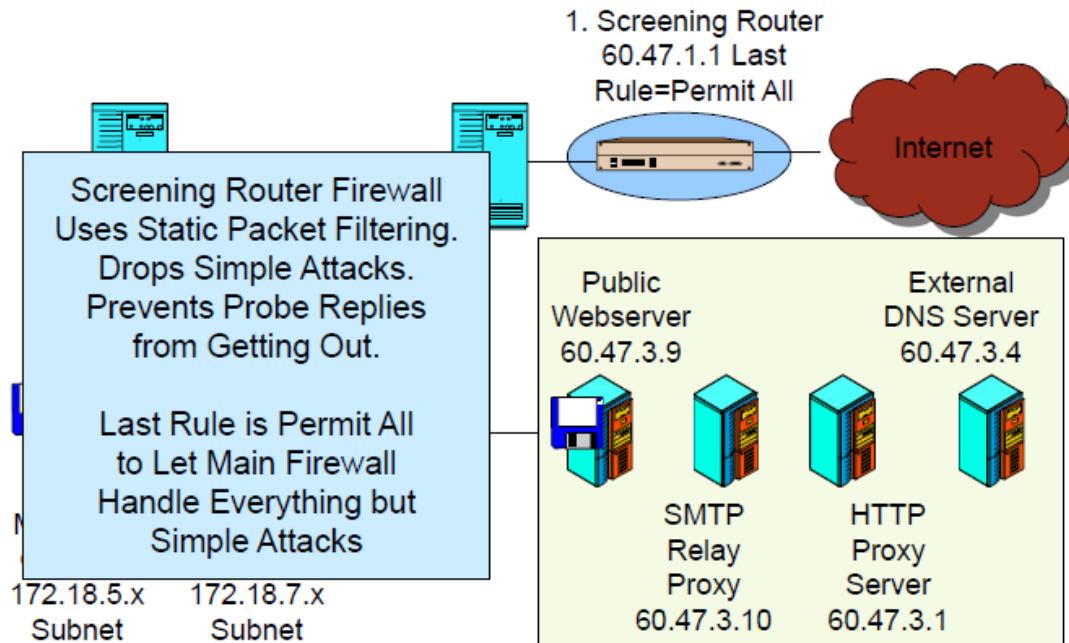 1. Screening Router
60.47.1.1 Last
Rule=Permit All
Internet
Screening Router Firewall
Uses Static Packet Filtering.
Drops Simple Attacks.
Prevents Probe Replies
from Getting Out.
Last Rule is Permit All
to Let Main Firewall
Handle Everything but
Simple Attacks
172.18.5.x
Subnet
172.18.7.x
Subnet
Public
Webserver
60.47.3.9
External
DNS Server
60.47.3.4
SMTP
Relay
Proxy
60.47.3.10
HTTP
Proxy
Server
60.47.3.1